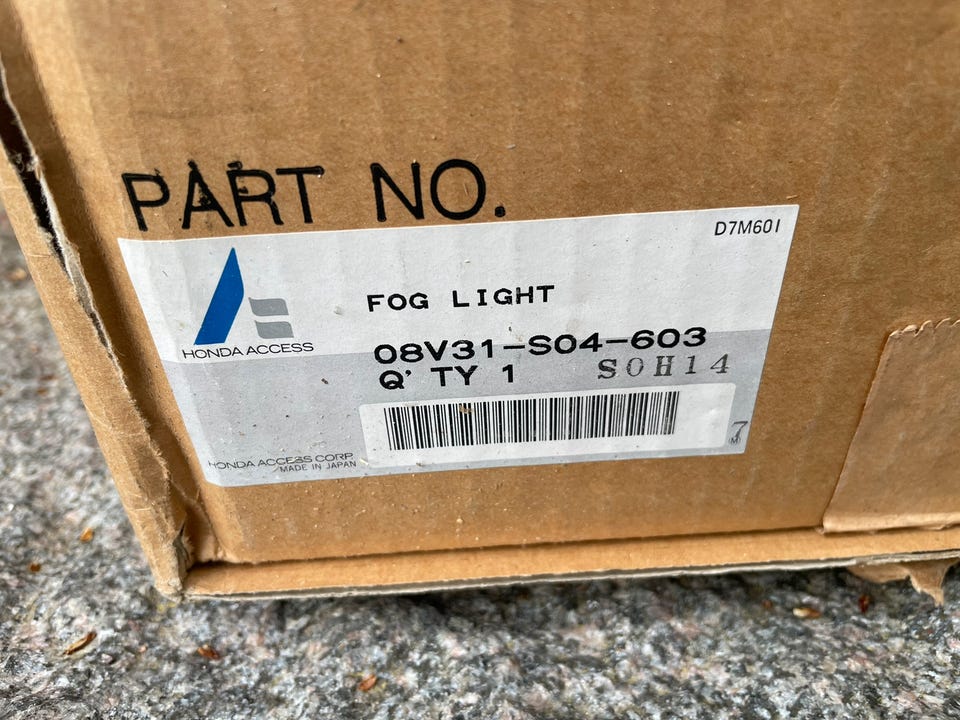 PART NO.
D7M60I
HONDA ACCESS
FOG LIGHT
08V31-S04-603
Q'TY 1 S0H14
7
(M)
HONDA ACCESS CORP.
MADE IN JAPAN